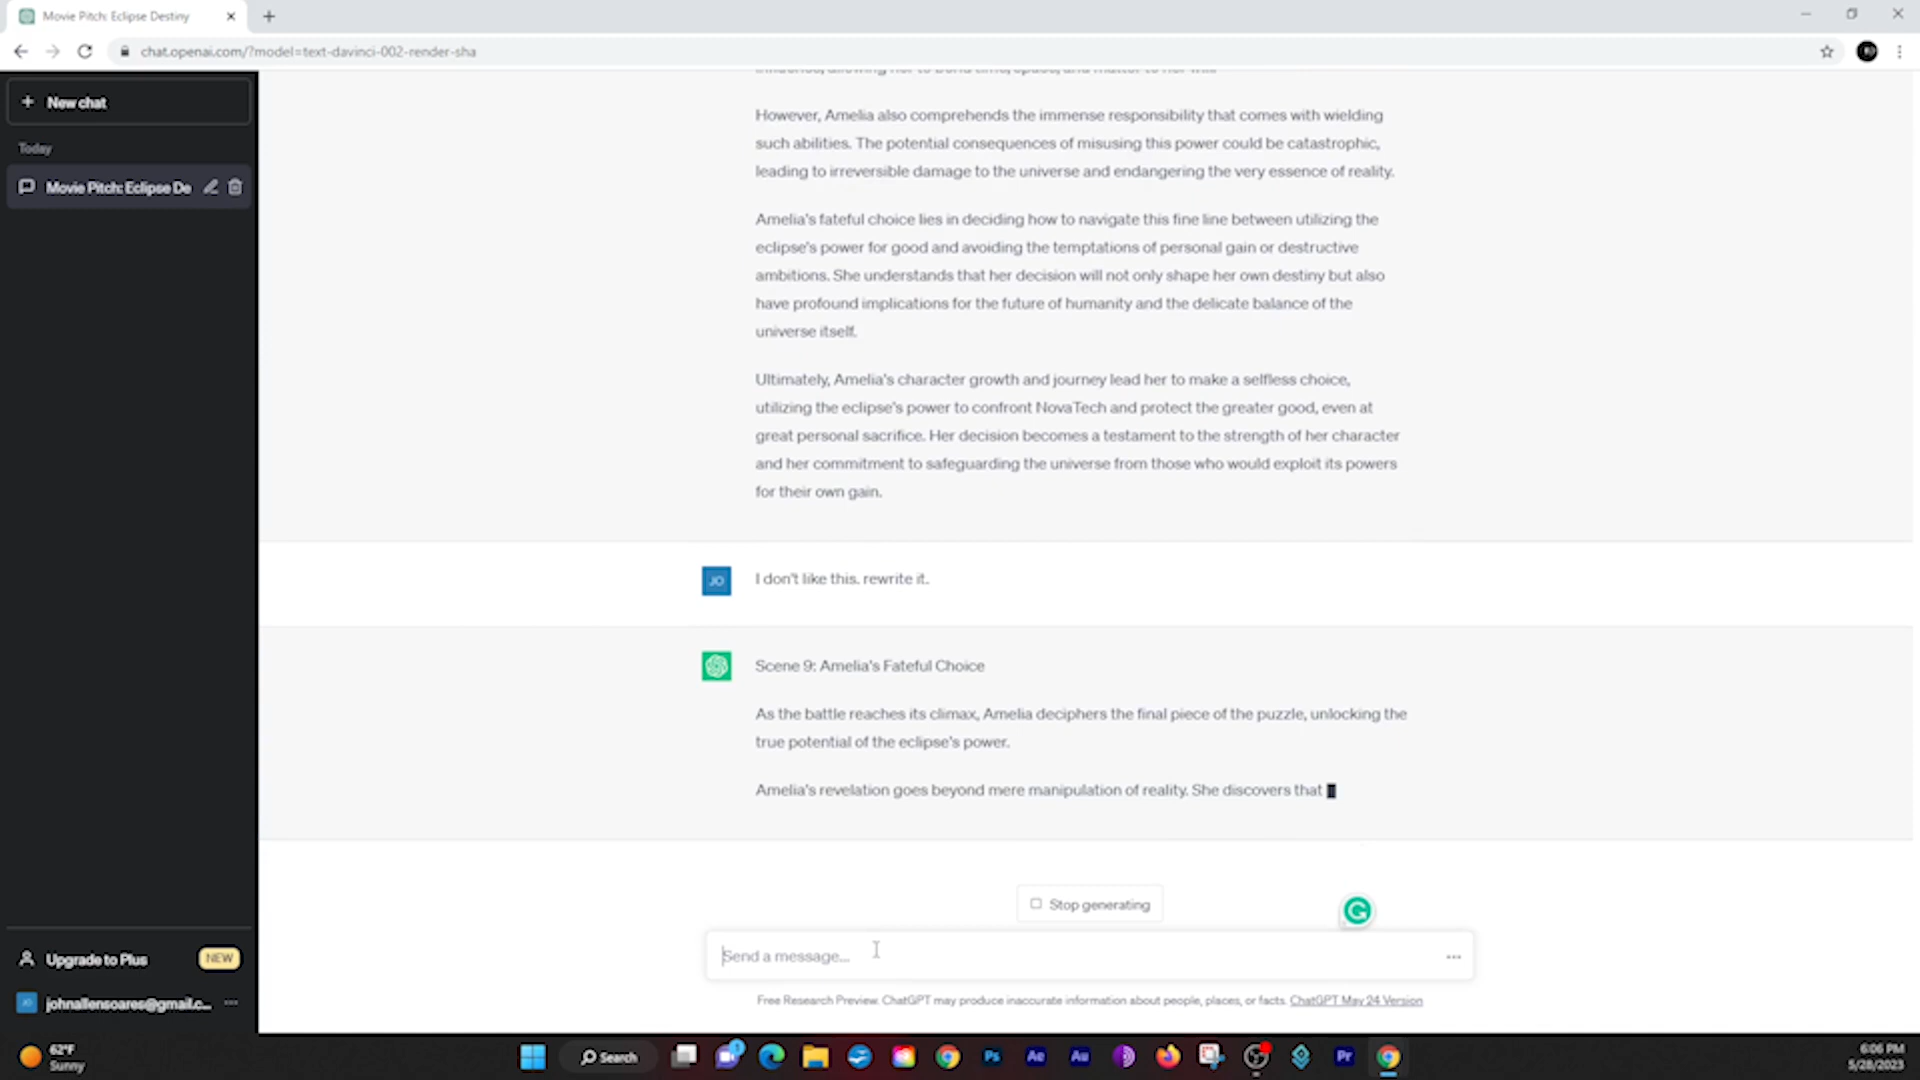 Movie Pitch: Eclipse Destiny
chat.openai.com/?model=text-davinci-002-render-sha
New chat
Today
Movie Pitch: Eclipse De
However, Amelia also comprehends the immense responsibility that comes with wielding
such abilities. The potential consequences of misusing this power could be catastrophic,
leading to irreversible damage to the universe and endangering the very essence of reality.
Amelia's fateful choice lies in deciding how to navigate this fine line between utilizing the
eclipse's power for good and avoiding the temptations of personal gain or destructive
ambitions. She understands that her decision will not only shape her own destiny but also
have profound implications for the future of humanity and the delicate balance of the
universe itself.
Ultimately, Amelia's character growth and journey lead her to make a selfless choice,
utilizing the eclipse's power to confront NovaTech and protect the greater good, even at
great personal sacrifice. Her decision becomes a testament to the strength of her character
and her commitment to safeguarding the universe from those who would exploit its powers
for their own gain.
JO
I don't like this. rewrite it.
Scene 9: Amelia's Fateful Choice
As the battle reaches its climax, Amelia deciphers the final piece of the puzzle, unlocking the
true potential of the eclipse's power.
Amelia's revelation goes beyond mere manipulation of reality. She discovers that
Stop generating
Send a message...
Free Research Preview. ChatGPT may produce inaccurate information about people, places, or facts. ChatGPT May 24 Version
Upgrade to Plus
NEW
johnallensoares@gmail.c...
62°F
Sunny
Search
Ps
Ae
Au
Pr
6:06 PM
5/28/2023